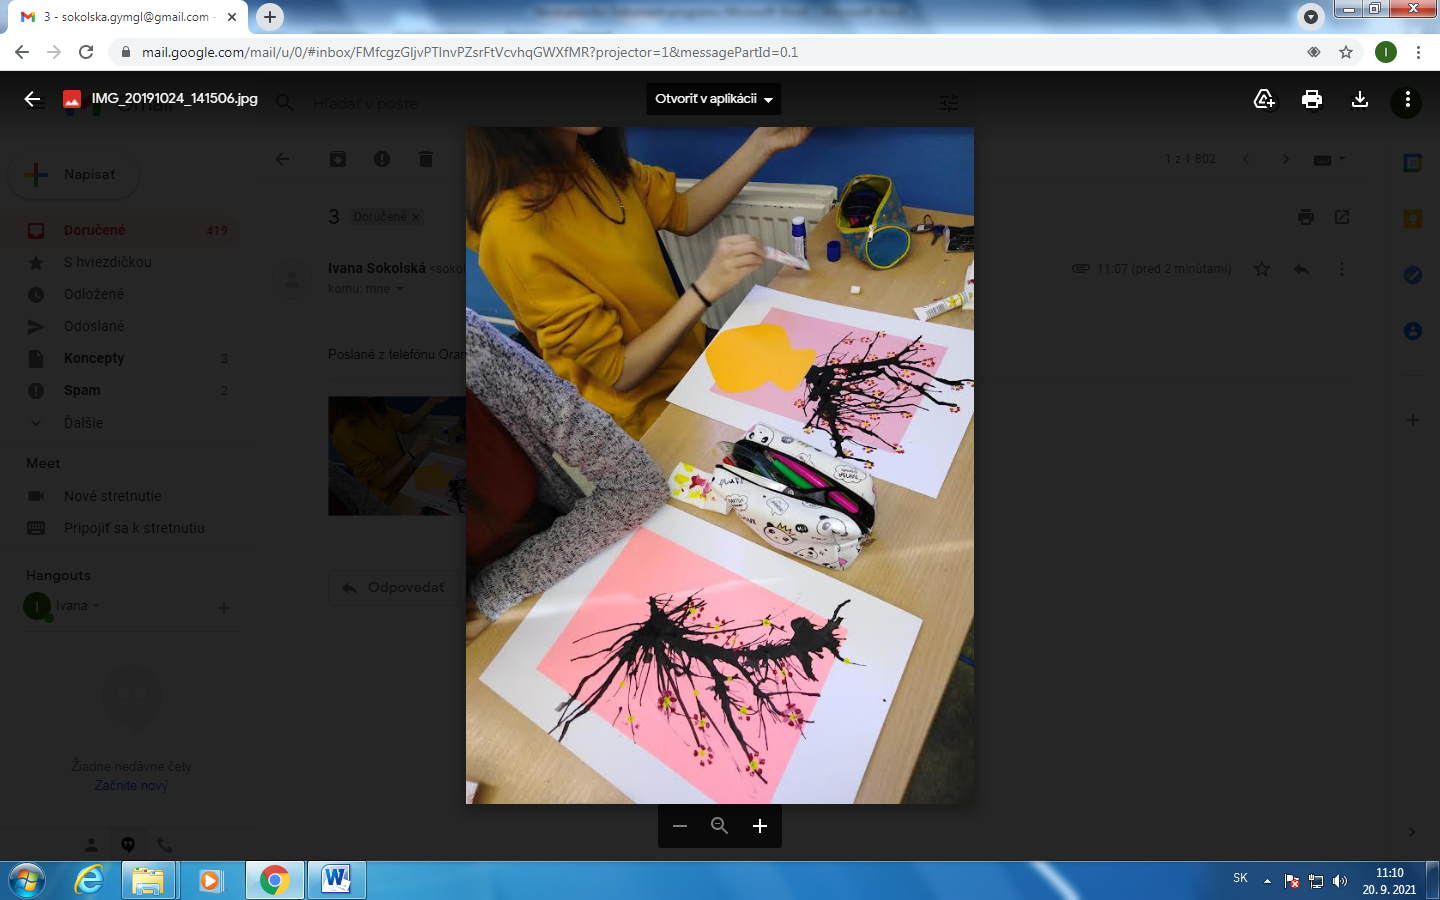 3 - sokolska.gymgl@gmail.com -
mail.google.com/mail/u/0/#inbox/FMfcgzGljvPTlnvPZsrFtVcvhqGWXfMR?projector=1&messagePartId=0.1
IMG_20191024_141506.jpg
Hľadať v pošte
Otvoriť v aplikácii
Napísať
1 z 1 802
Doručené
419
3
Doručené
S hviezdičkou
Ivana Sokolská
11:07 (pred 2 minútami)
komu: mne
Odložené
Odoslané
Poslané z telefónu
Koncepty
3
Spam
2
Ďalšie
Meet
Nové stretnutie
Pripojiť sa k stretnutiu
Hangouts
Odpovedať
I
Ivana
Žiadne nedávne čety
Začnite nový
SK
11:10
20. 9. 2021